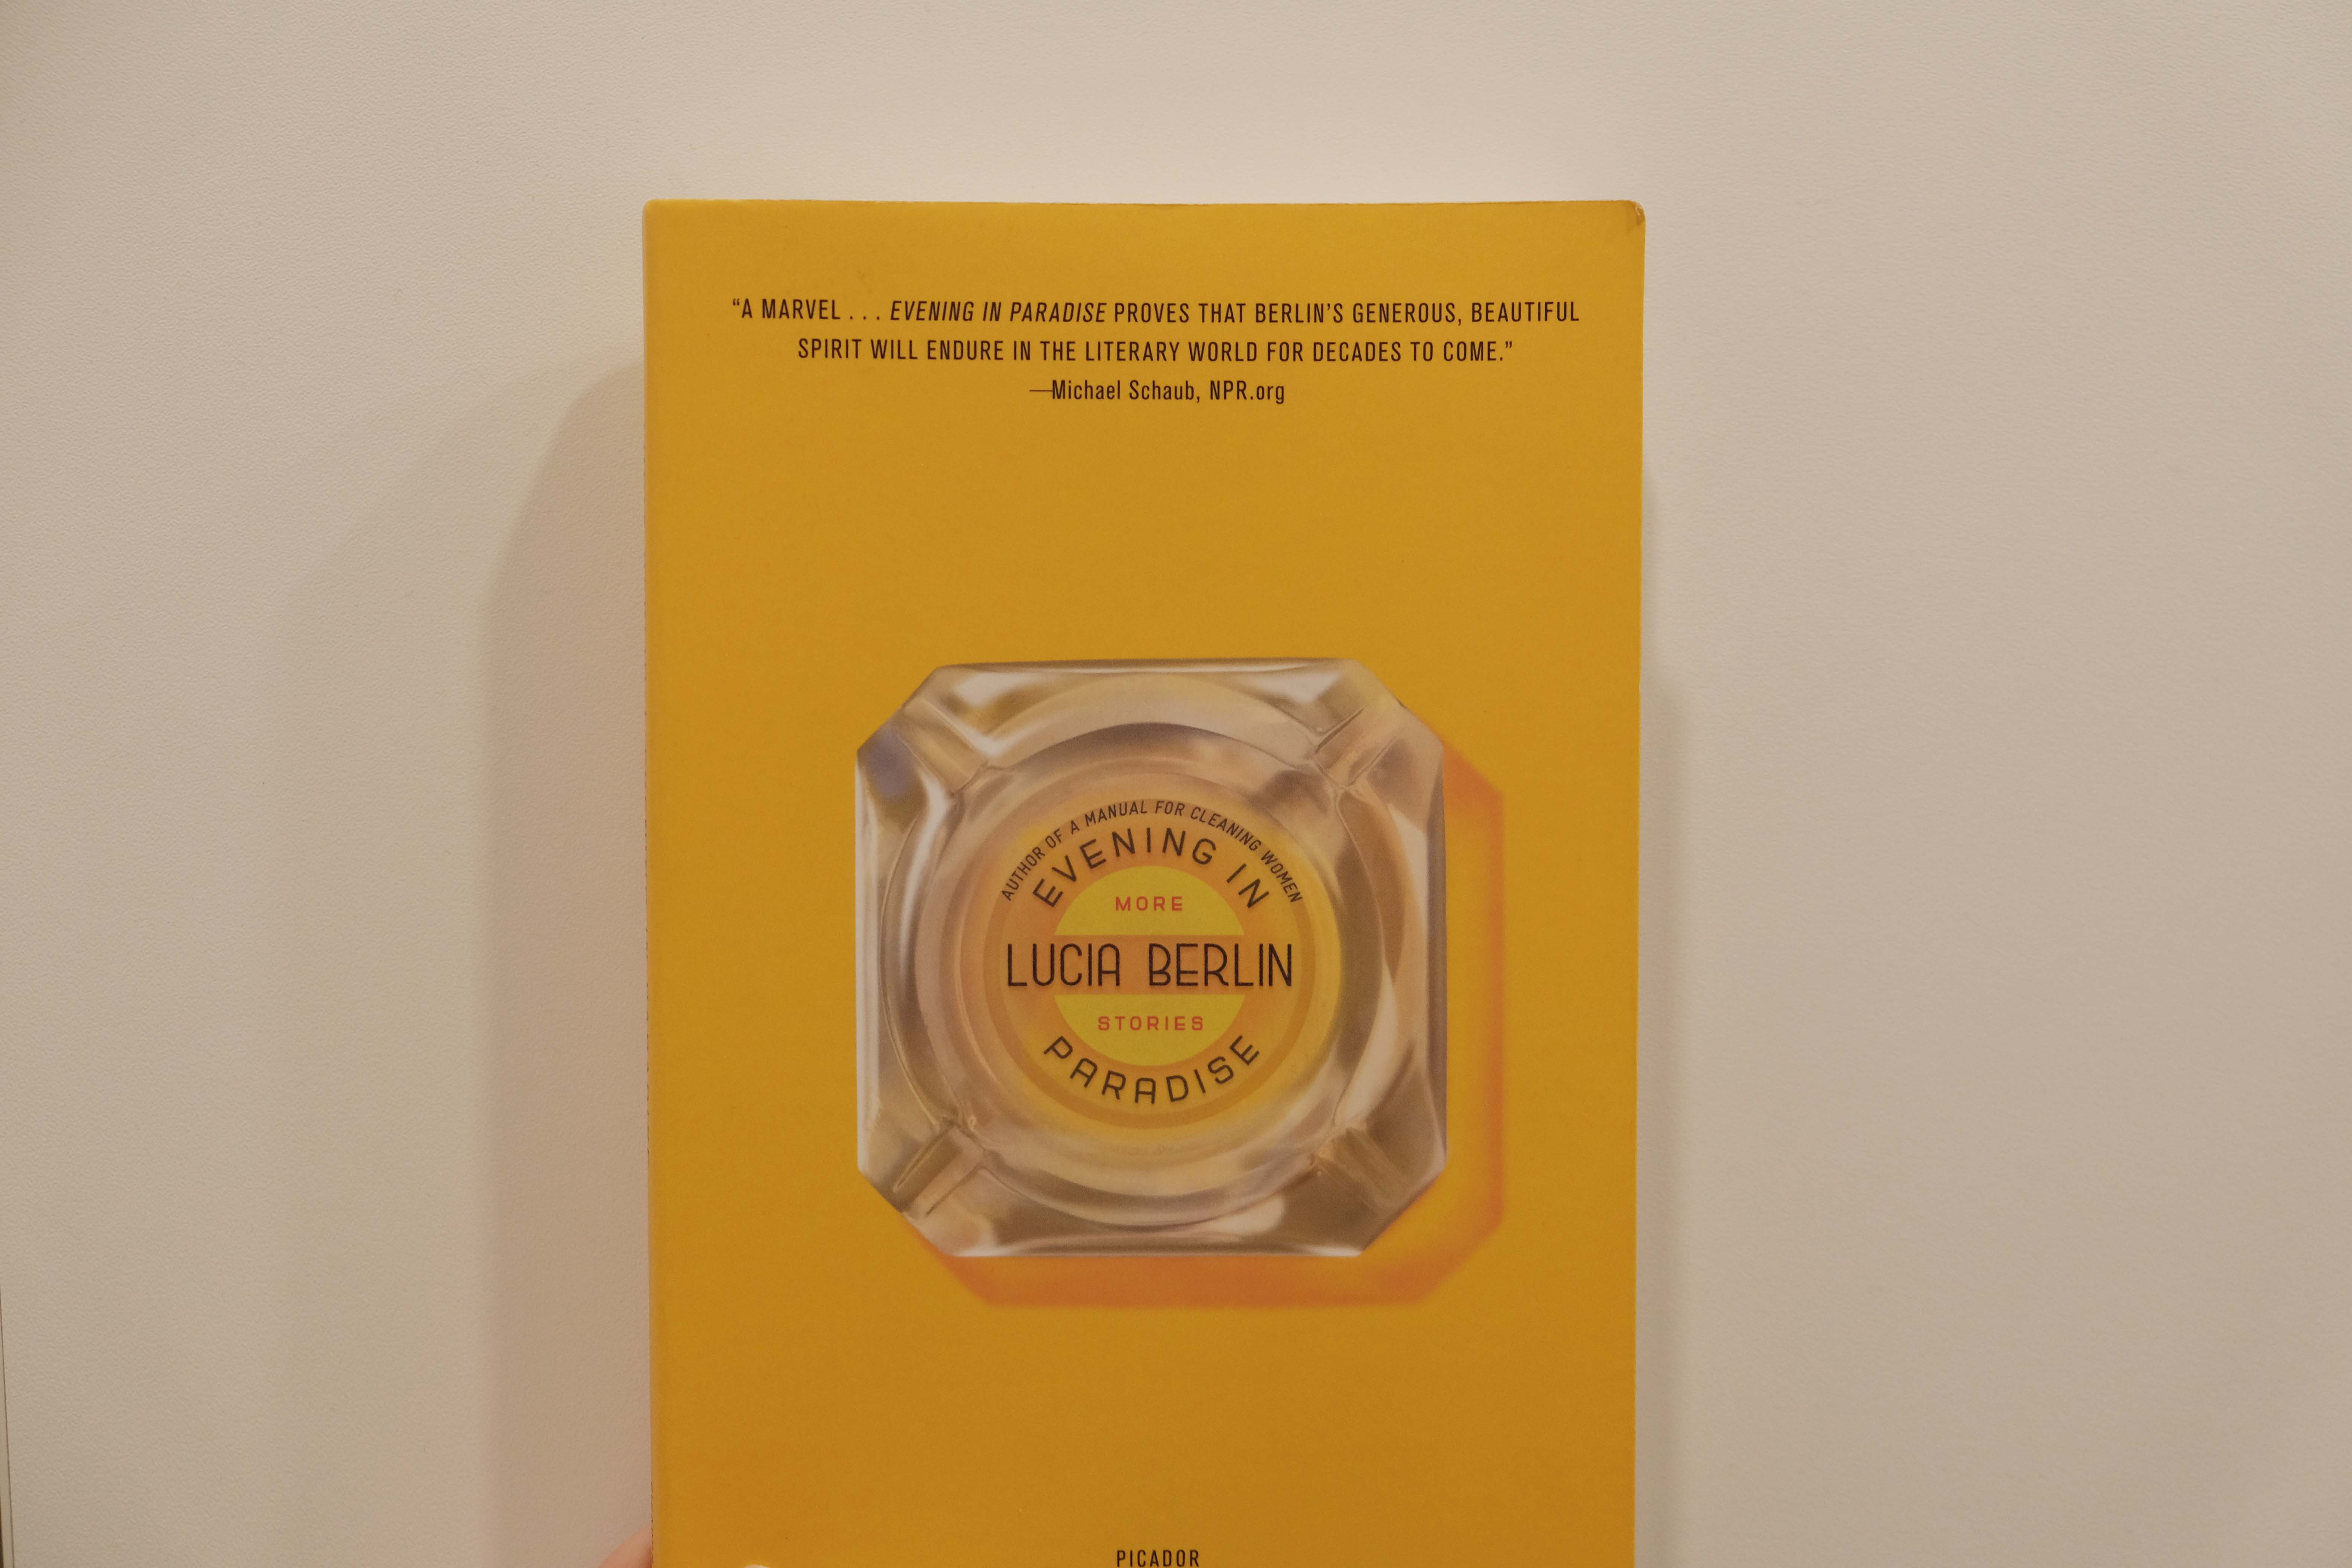 “A MARVEL . . . EVENING IN PARADISE PROVES THAT BERLIN’S GENEROUS, BEAUTIFUL
SPIRIT WILL ENDURE IN THE LITERARY WORLD FOR DECADES TO COME.”
—Michael Schaub, NPR.org
AUTHOR OF A MANUAL FOR CLEANING WOMEN
EVENING IN
MORE
LUCIA BERLIN
STORIES
PARADISE
PICADOR